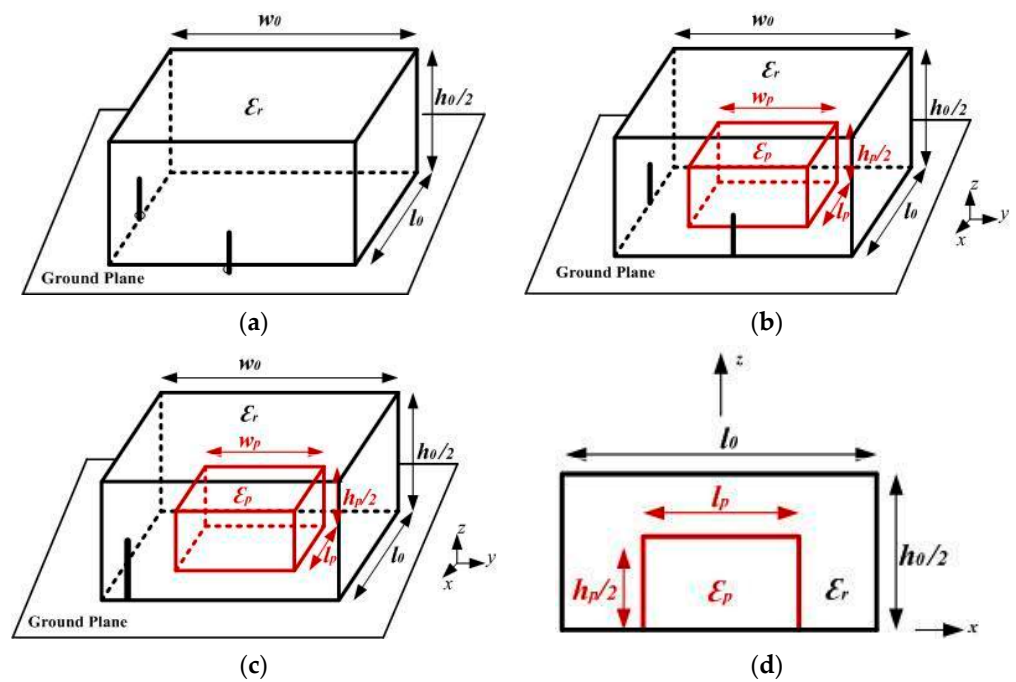 w₀
εᵣ
h₀/2
l₀
Ground Plane
(a)
w₀
εᵣ
wₚ
h₀/2
εₚ
hₚ/2
lₚ
l₀
z
y
x
Ground Plane
(b)
w₀
εᵣ
wₚ
h₀/2
εₚ
hₚ/2
lₚ
l₀
z
y
x
Ground Plane
(c)
z
l₀
lₚ
h₀/2
hₚ/2
εₚ
εᵣ
x
(d)